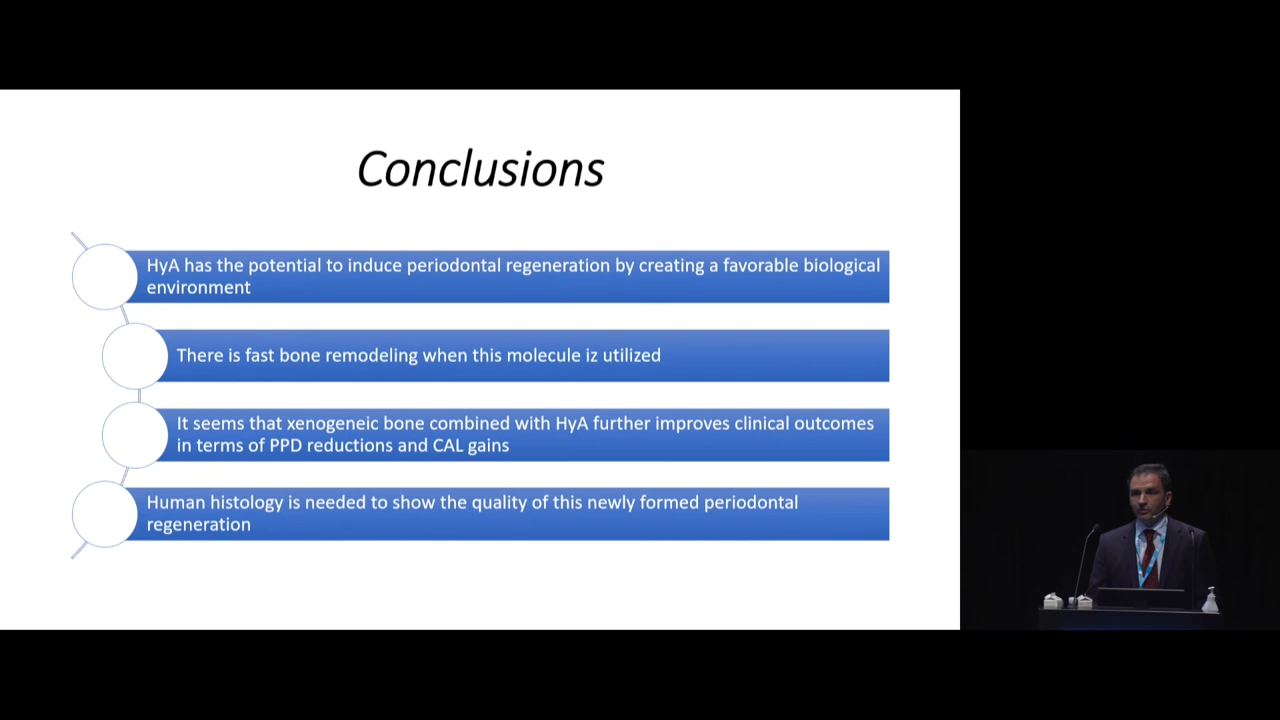 Conclusions
HyA has the potential to induce periodontal regeneration by creating a favorable biological
environment
There is fast bone remodeling when this molecule iz utilized
It seems that xenogeneic bone combined with HyA further improves clinical outcomes
in terms of PPD reductions and CAL gains
Human histology is needed to show the quality of this newly formed periodontal
regeneration